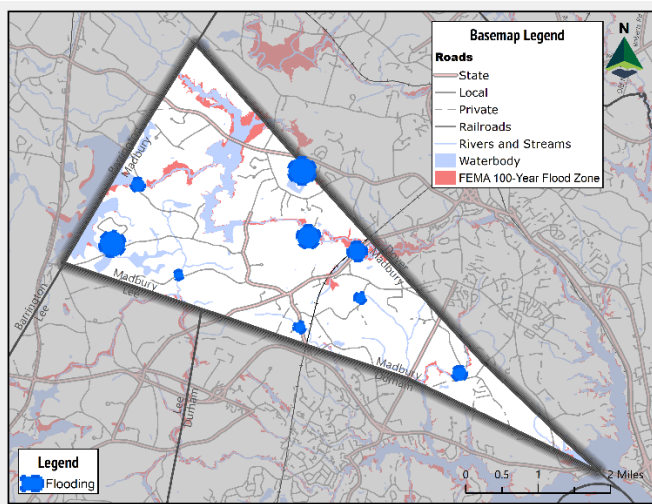 Basemap Legend
Roads
State
Local
Private
Railroads
Rivers and Streams
Waterbody
FEMA 100-Year Flood Zone
N
Madbury
Barrington
Lee
Madbury
Lee
Madbury
Lee
Durham
Madbury
Durham
Legend
Flooding
0 0.5 1 2 Miles